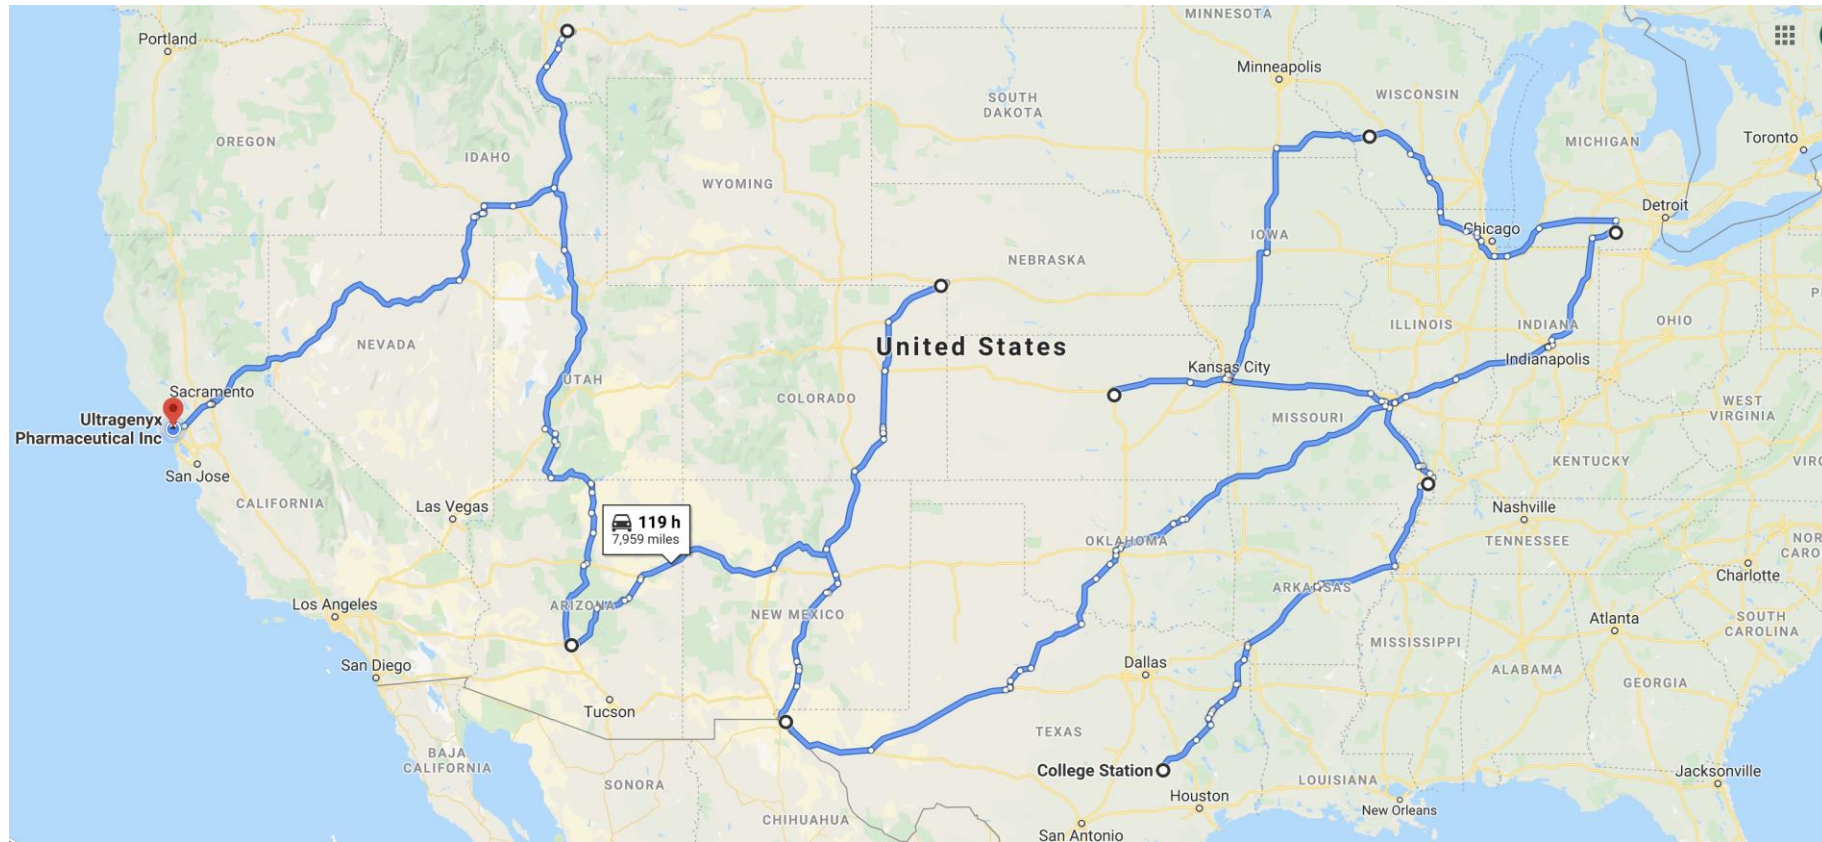 MINNESOTA
Portland
Minneapolis
WISCONSIN
SOUTH
DAKOTA
MICHIGAN
Toronto
OREGON
IDAHO
WYOMING
Detroit
Chicago
IOWA
NEBRASKA
United States
NEVADA
ILLINOIS
INDIANA
OHIO
Indianapolis
Kansas City
UTAH
Sacramento
COLORADO
MISSOURI
WEST
VIRGINIA
Ultragenyx
Pharmaceutical Inc
San Jose
KENTUCKY
VIRG
CALIFORNIA
Las Vegas
Nashville
119 h
7,959 miles
OKLAHOMA
TENNESSEE
NOR
CARO
Charlotte
Los Angeles
ARIZONA
NEW MEXICO
ARKANSAS
Atlanta
SOUTH
CAROLINA
MISSISSIPPI
San Diego
Dallas
ALABAMA
GEORGIA
Tucson
TEXAS
BAJA
CALIFORNIA
College Station
Jacksonville
SONORA
LOUISIANA
Houston
New Orleans
CHIHUAHUA
San Antonio